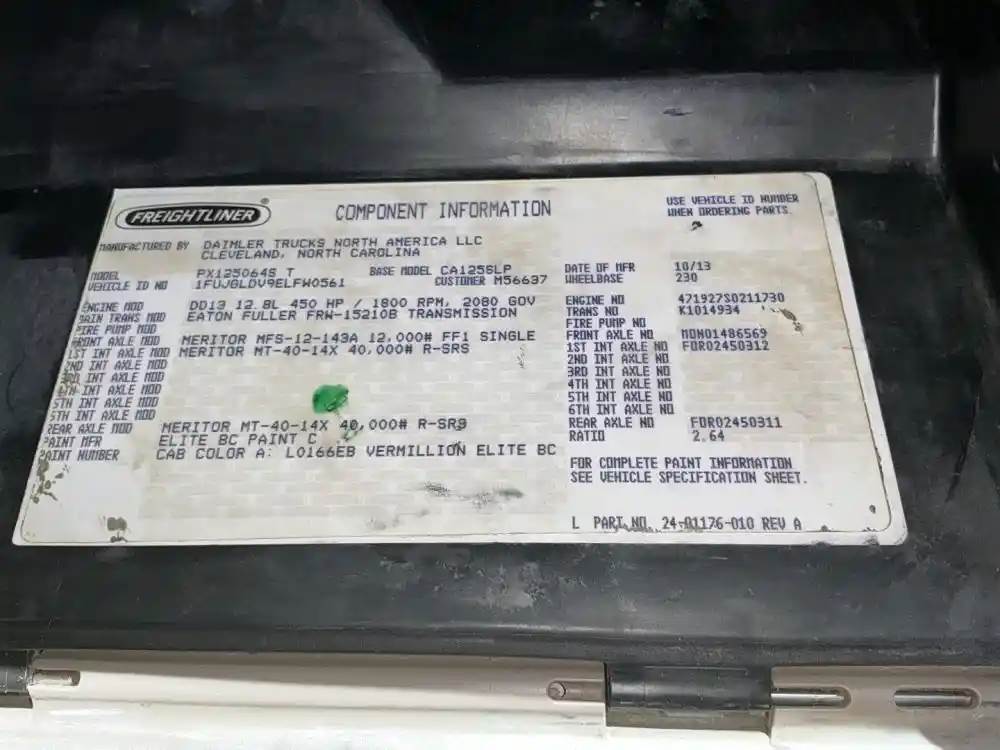 FREIGHTLINER ®
COMPONENT INFORMATION
USE VEHICLE ID NUMBER
WHEN ORDERING PARTS.
MANUFACTURED BY DAIMLER TRUCKS NORTH AMERICA LLC
CLEVELAND, NORTH CAROLINA
MODEL PX125064S T BASE MODEL CA125SLP
VEHICLE ID NO 1FUJGLDV9ELFW0561 CUSTOMER M56637
DATE OF MFR 10/13
WHEELBASE 230
ENGINE MOD DD13 12.8L 450 HP / 1800 RPM, 2080 GOV
MAIN TRANS MOD EATON FULLER FRW-15210B TRANSMISSION
FIRE PUMP MOD
FRONT AXLE MOD MERITOR MFS-12-143A 12,000# FF1 SINGLE
1ST INT AXLE MOD MERITOR MT-40-14X 40,000# R-SRS
2ND INT AXLE MOD
3RD INT AXLE MOD
4TH INT AXLE MOD
5TH INT AXLE MOD
6TH INT AXLE MOD
REAR AXLE MOD MERITOR MT-40-14X 40,000# R-SRS
PAINT MFR ELITE BC PAINT C
PAINT NUMBER CAB COLOR A: L0166EB VERMILLION ELITE BC
ENGINE NO 471927S0211730
TRANS NO K1014934
FIRE PUMP NO
FRONT AXLE NO MON01486569
1ST INT AXLE NO FOR02450312
2ND INT AXLE NO
3RD INT AXLE NO
4TH INT AXLE NO
5TH INT AXLE NO
6TH INT AXLE NO
REAR AXLE NO FOR02450311
RATIO 2.64
FOR COMPLETE PAINT INFORMATION
SEE VEHICLE SPECIFICATION SHEET.
L PART NO. 24-01176-010 REV A